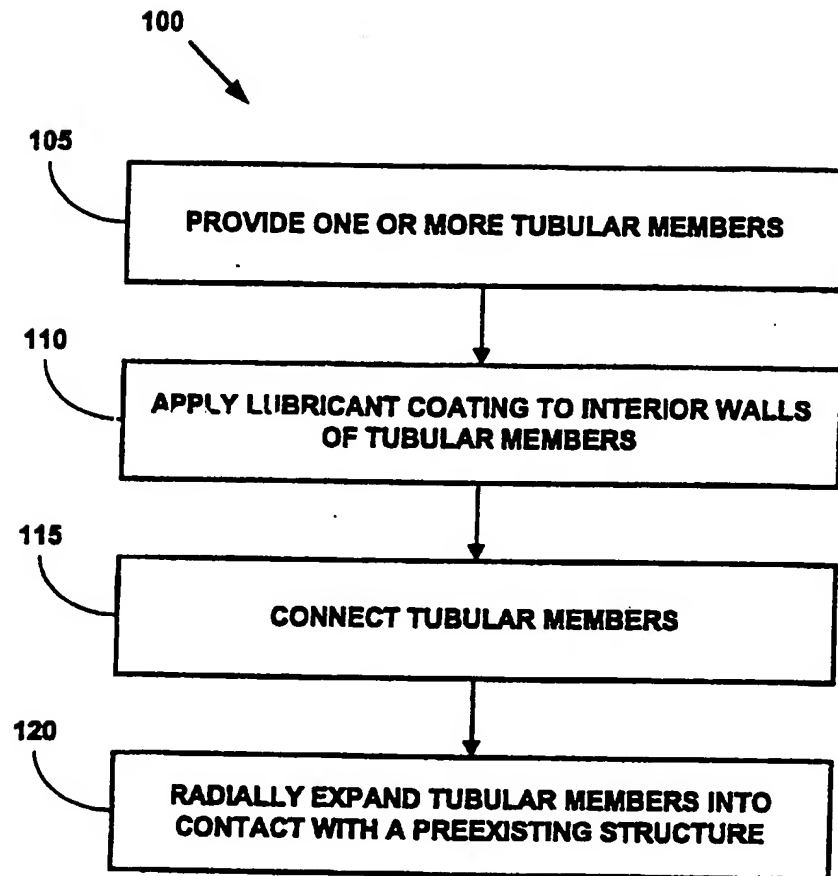 100
105
PROVIDE ONE OR MORE TUBULAR MEMBERS
110
APPLY LUBRICANT COATING TO INTERIOR WALLS
OF TUBULAR MEMBERS
115
CONNECT TUBULAR MEMBERS
120
RADIALLY EXPAND TUBULAR MEMBERS INTO
CONTACT WITH A PREEXISTING STRUCTURE